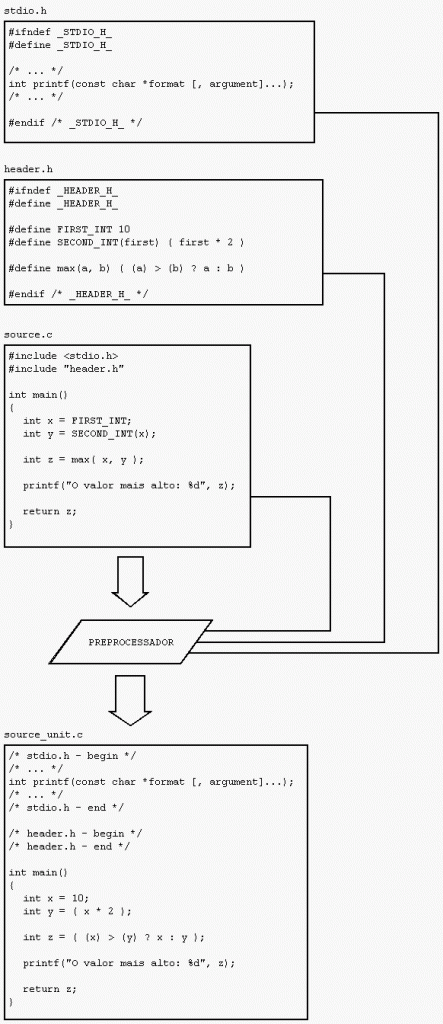 stdio.h
#ifndef _STDIO_H_
#define _STDIO_H_
/* ... */
int printf(const char *format [, argument]...);
/* ... */
#endif /* _STDIO_H_ */
header.h
#ifndef _HEADER_H_
#define _HEADER_H_
#define FIRST_INT 10
#define SECOND_INT(first) ( first * 2 )
#define max(a, b) ( (a) > (b) ? a : b )
#endif /* _HEADER_H_ */
source.c
#include <stdio.h>
#include "header.h"
int main()
{
int x = FIRST_INT;
int y = SECOND_INT(x);
int z = max( x, y );
printf("O valor mais alto: %d", z);
return z;
}
PREPROCESSADOR
source_unit.c
/* stdio.h - begin */
/* ... */
int printf(const char *format [, argument]...);
/* ... */
/* stdio.h - end */
/* header.h - begin */
/* header.h - end */
int main()
{
int x = 10;
int y = ( x * 2 );
int z = ( (x) > (y) ? x : y );
printf("O valor mais alto: %d", z);
return z;
}